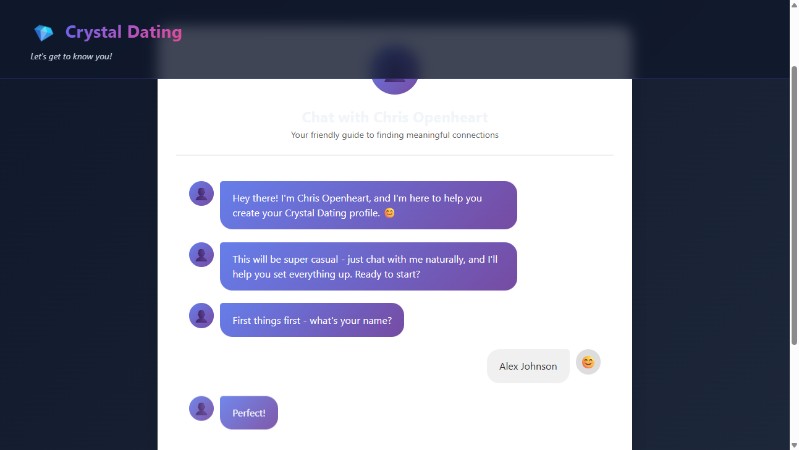 Crystal Dating
Let's get to know you!
Chat with Chris Openheart
Your friendly guide to finding meaningful connections
Hey there! I'm Chris Openheart, and I'm here to help you
create your Crystal Dating profile. 😊
This will be super casual - just chat with me naturally, and I'll
help you set everything up. Ready to start?
First things first - what's your name?
Alex Johnson
Perfect!